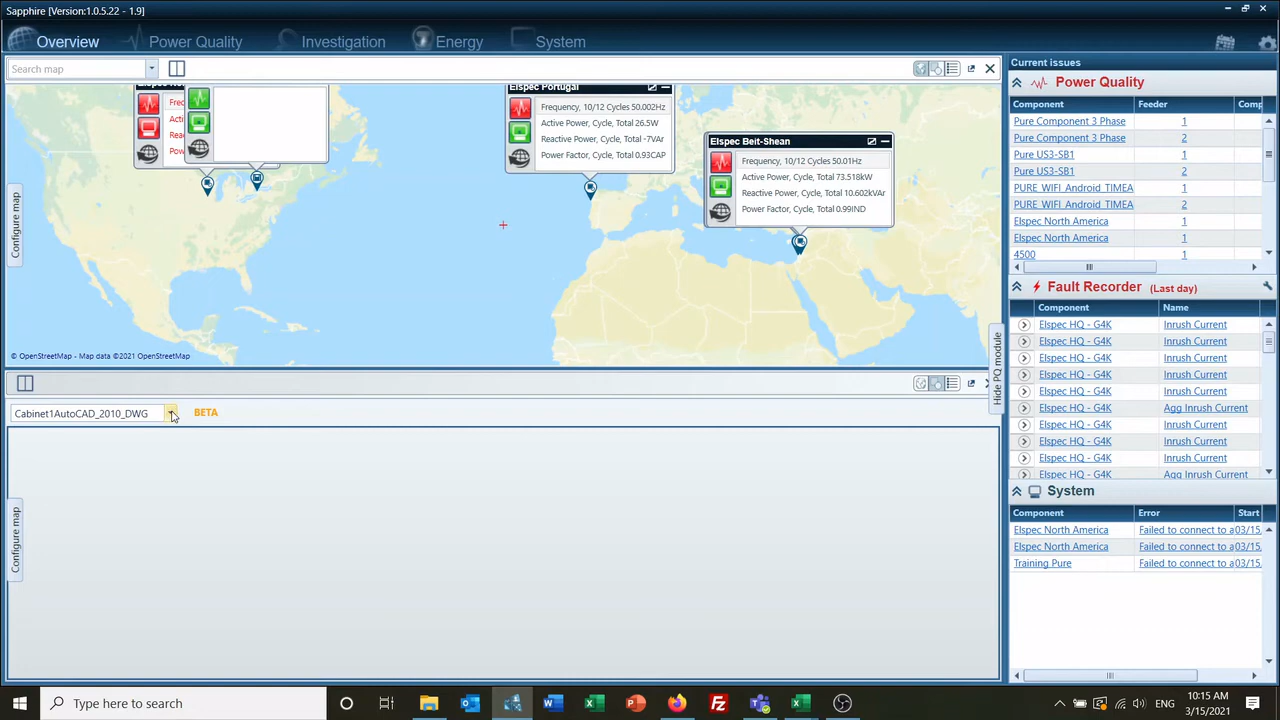 Sapphire [Version:1.0.5.22 - 1.9]
Overview
Power Quality
Investigation
Energy
System
Search map
Configure map
Frequency, 10/12 Cycles 50.002Hz
Active Power, Cycle, Total 26.5W
Reactive Power, Cycle, Total -7VAr
Power Factor, Cycle, Total 0.93CAP
Elspec Portugal
Elspec Beit-Shean
Frequency, 10/12 Cycles 50.01Hz
Active Power, Cycle, Total 73.518kW
Reactive Power, Cycle, Total 10.602kVAr
Power Factor, Cycle, Total 0.99IND
© OpenStreetMap - Map data ©2021 OpenStreetMap
Hide PQ module
Cabinet1AutoCAD_2010_DWG
BETA
Configure map
Current issues
Power Quality
Component Feeder Comp
Pure Component 3 Phase 1
Pure Component 3 Phase 2
Pure US3-SB1 1
Pure US3-SB1 2
PURE_WIFI_Android_TIMEA 1
PURE_WIFI_Android_TIMEA 2
Elspec North America 1
Elspec North America 1
4500 1
Fault Recorder (Last day)
Component Name
Elspec HQ - G4K Inrush Current
Elspec HQ - G4K Inrush Current
Elspec HQ - G4K Inrush Current
Elspec HQ - G4K Inrush Current
Elspec HQ - G4K Inrush Current
Elspec HQ - G4K Agg Inrush Current
Elspec HQ - G4K Inrush Current
Elspec HQ - G4K Inrush Current
Elspec HQ - G4K Inrush Current
Elspec HQ - G4K Agg Inrush Current
System
Component Error Start
Elspec North America Failed to connect to a 03/15.
Elspec North America Failed to connect to a 03/15.
Training Pure Failed to connect to a 03/15.
Type here to search
ENG
10:15 AM
3/15/2021